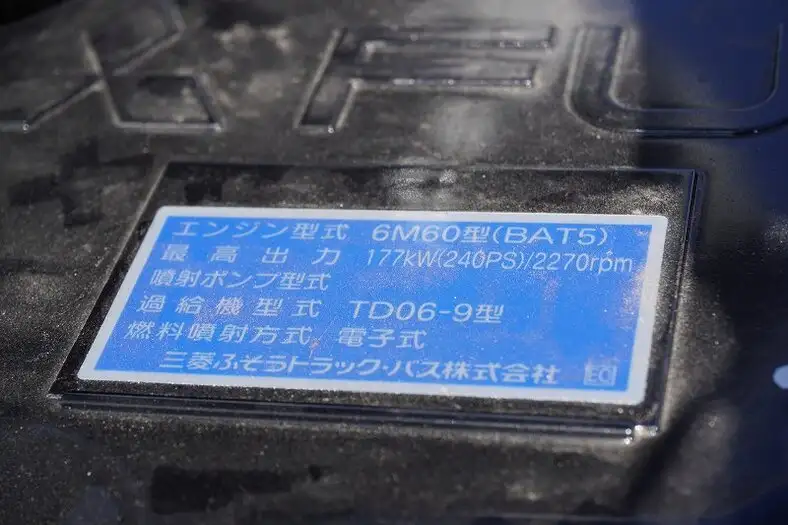 FU
エンジン型式 6M60型(BAT5)
最高出力 177kW(240PS)/2270rpm
噴射ポンプ型式
過給機型式 TD06-9型
燃料噴射方式 電子式
三菱ふそうトラック・バス株式会社 EO